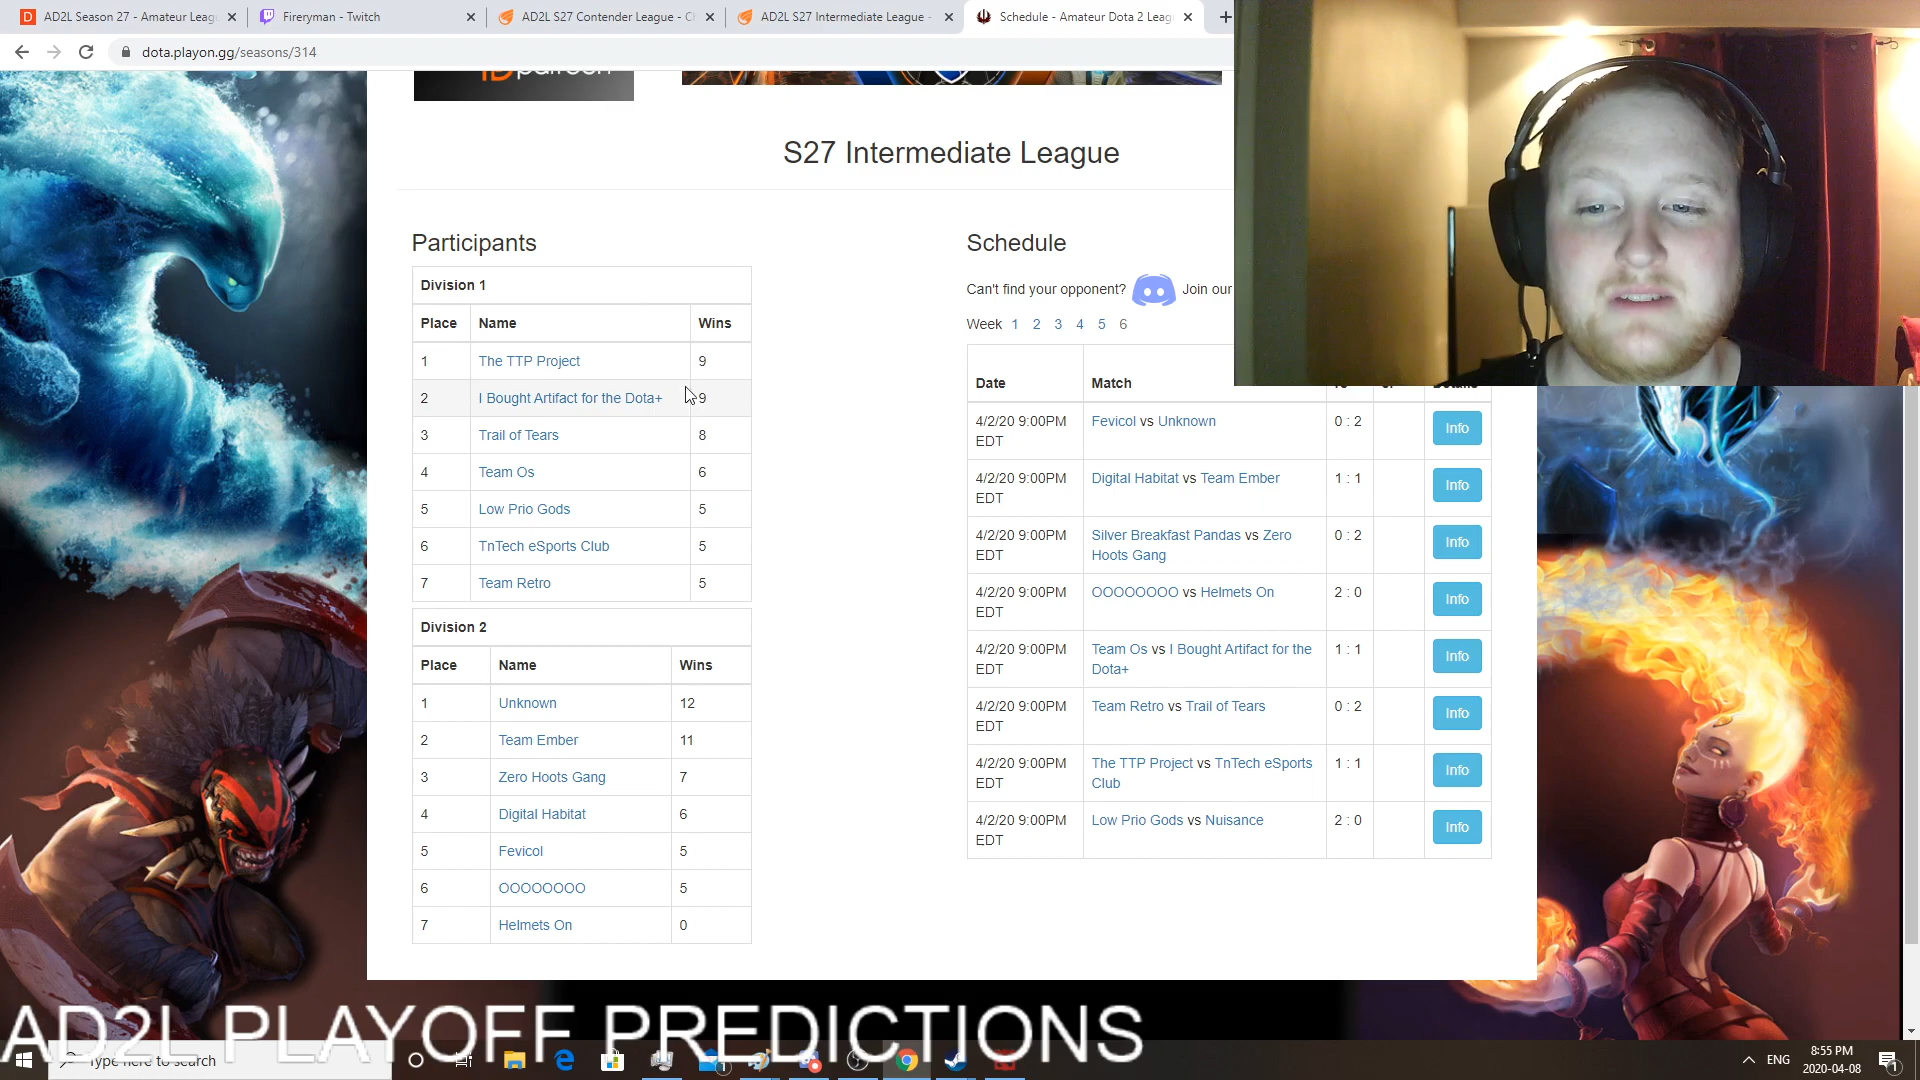 AD2L Season 27 - Amateur Leag
Fireryman - Twitch
AD2L S27 Contender League - C
AD2L S27 Intermediate League -
Schedule - Amateur Dota 2 Leag
dota.playon.gg/seasons/314
S27 Intermediate League
Participants
Division 1
Place Name Wins
1 The TTP Project 9
2 I Bought Artifact for the Dota+ 9
3 Trail of Tears 8
4 Team Os 6
5 Low Prio Gods 5
6 TnTech eSports Club 5
7 Team Retro 5
Division 2
Place Name Wins
1 Unknown 12
2 Team Ember 11
3 Zero Hoots Gang 7
4 Digital Habitat 6
5 Fevicol 5
6 OOOOOOOO 5
7 Helmets On 0
Schedule
Can't find your opponent? Join our
Week 1 2 3 4 5 6
Date Match
4/2/20 9:00PM EDT Fevicol vs Unknown 0 : 2 Info
4/2/20 9:00PM EDT Digital Habitat vs Team Ember 1 : 1 Info
4/2/20 9:00PM EDT Silver Breakfast Pandas vs Zero Hoots Gang 0 : 2 Info
4/2/20 9:00PM EDT OOOOOOOO vs Helmets On 2 : 0 Info
4/2/20 9:00PM EDT Team Os vs I Bought Artifact for the Dota+ 1 : 1 Info
4/2/20 9:00PM EDT Team Retro vs Trail of Tears 0 : 2 Info
4/2/20 9:00PM EDT The TTP Project vs TnTech eSports Club 1 : 1 Info
4/2/20 9:00PM EDT Low Prio Gods vs Nuisance 2 : 0 Info
AD2L PLAYOFF PREDICTIONS
Type here to search
ENG
8:55 PM
2020-04-08